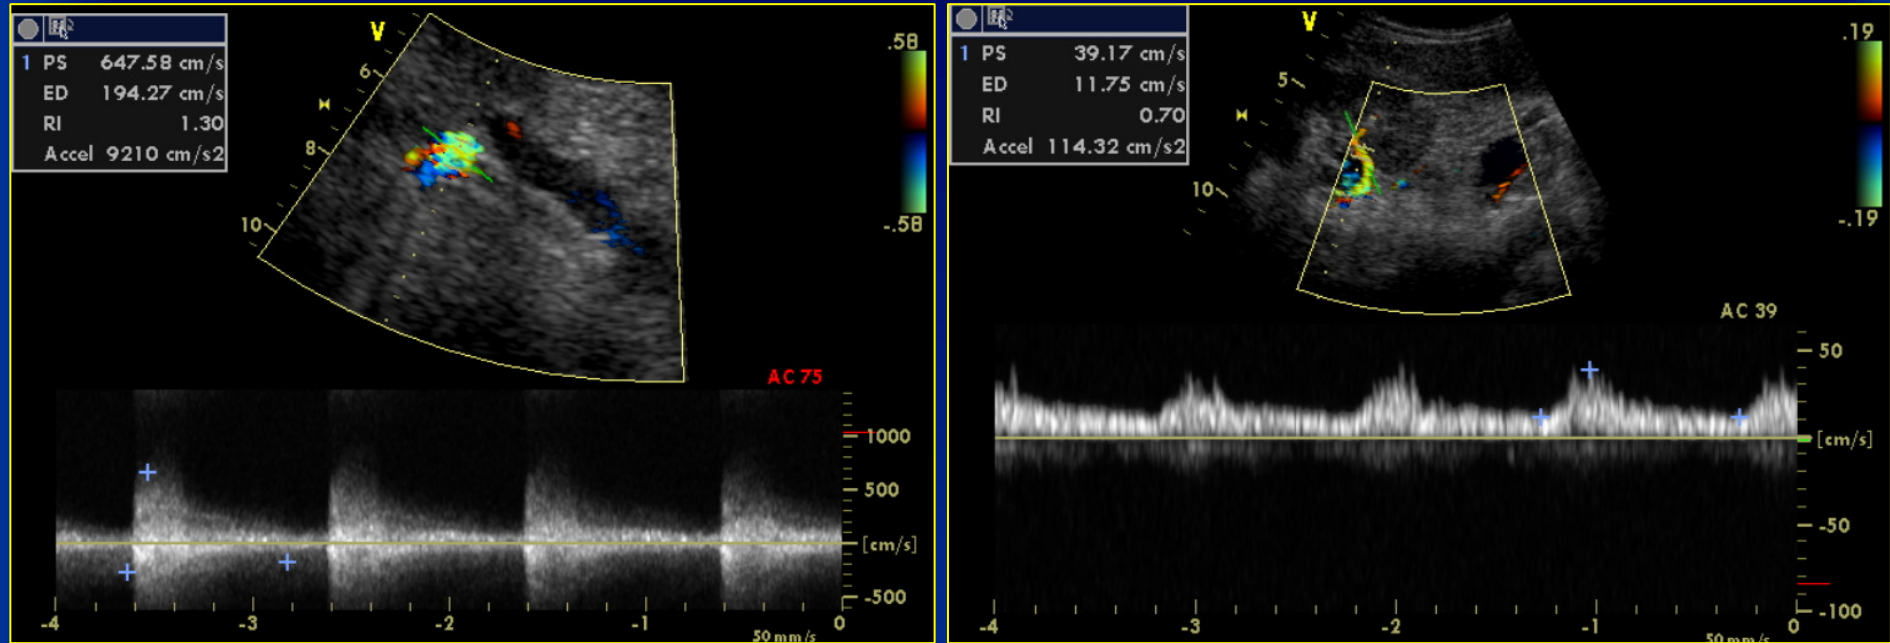 V
1 PS 647.58 cm/s
ED 194.27 cm/s
RI 1.30
Accel 9210 cm/s2
.58
-.58
6
8
10
AC 75
1000
500
[cm/s]
-500
-4 -3 -2 -1 0
50 mm/s
V
1 PS 39.17 cm/s
ED 11.75 cm/s
RI 0.70
Accel 114.32 cm/s2
.19
-.19
5
10
AC 39
50
[cm/s]
-50
-100
-4 -3 -2 -1 0
50 mm/s